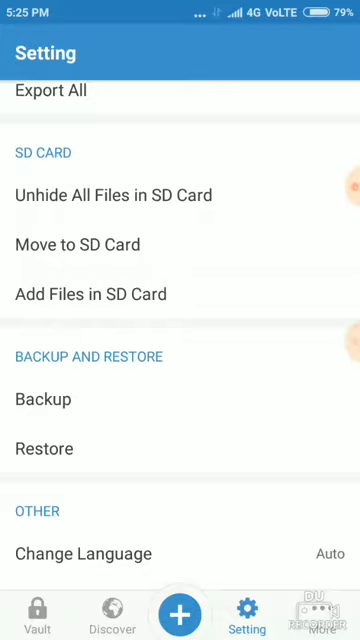 5:25 PM
4G VoLTE
79%
Setting
Export All
SD CARD
Unhide All Files in SD Card
Move to SD Card
Add Files in SD Card
BACKUP AND RESTORE
Backup
Restore
OTHER
Change Language
Auto
Vault
Discover
Setting
More
DU
RECORDER